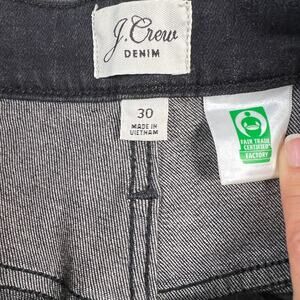 J.Crew
DENIM
30
MADE IN
VIETNAM
FAIR TRADE
CERTIFIED
FACTORY